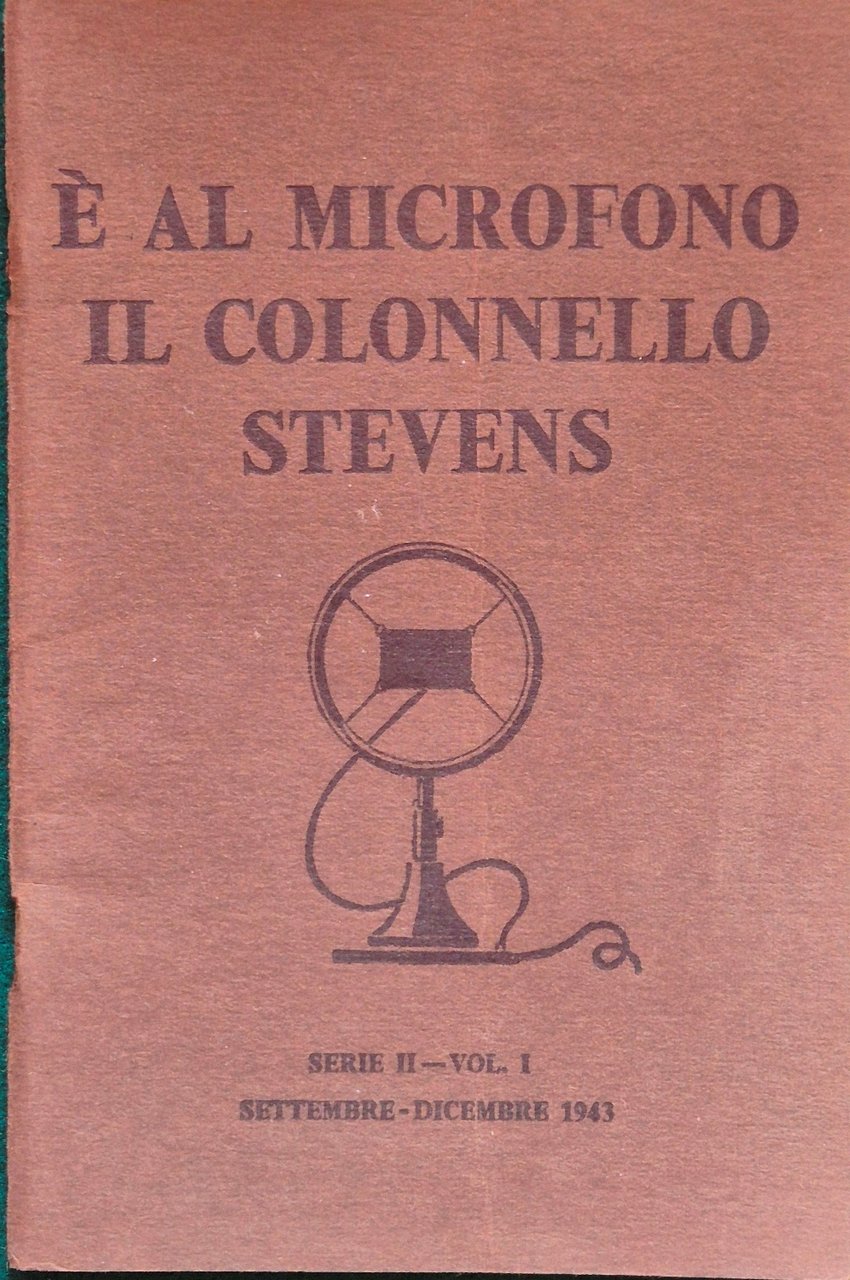 È AL MICROFONO
IL COLONNELLO
STEVENS
SERIE II — VOL. I
SETTEMBRE - DICEMBRE 1943